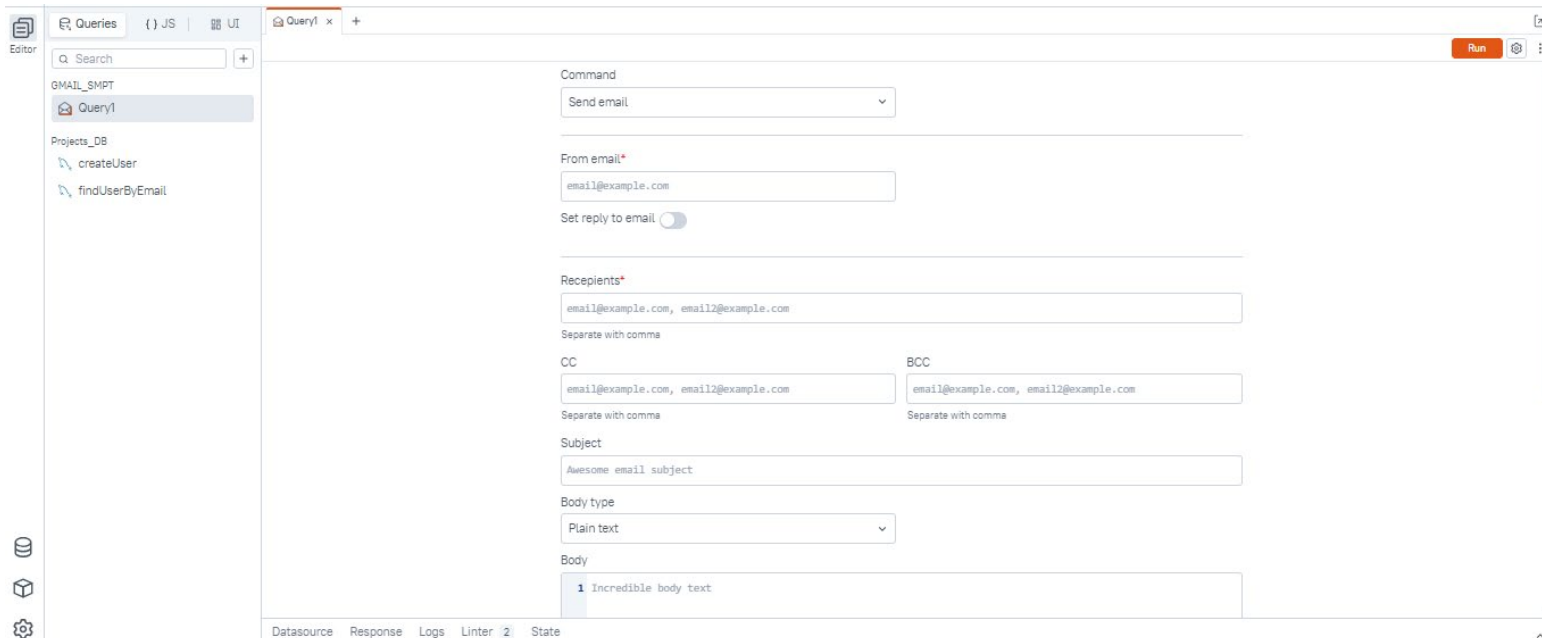 Editor
Queries
{ } JS
UI
Search
GMAIL_SMPT
Query1
Projects_DB
createUser
findUserByEmail
Query1 × +
Run
Command
Send email
From email*
email@example.com
Set reply to email
Recepients*
email@example.com, email2@example.com
Separate with comma
CC
BCC
email@example.com, email2@example.com
email@example.com, email2@example.com
Separate with comma
Separate with comma
Subject
Awesome email subject
Body type
Plain text
Body
1 Incredible body text
Datasource Response Logs Linter 2 State